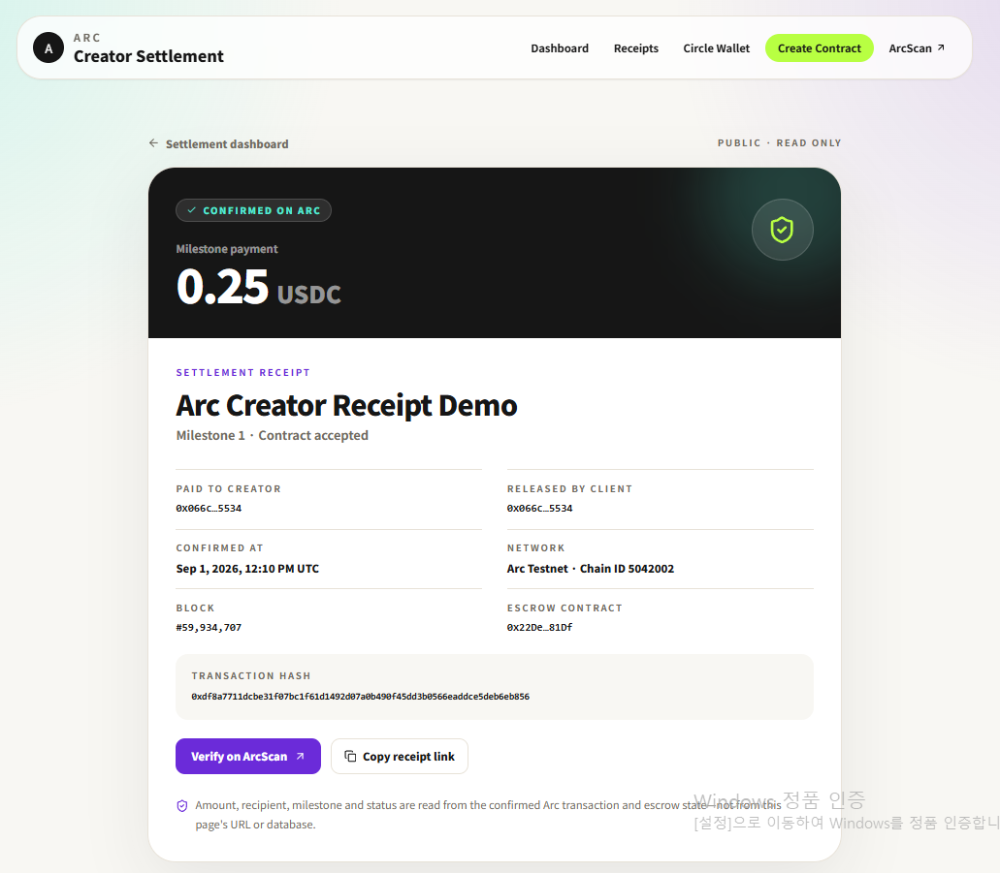 A
ARC
Creator Settlement
Dashboard
Receipts
Circle Wallet
Create Contract
ArcScan
Settlement dashboard
PUBLIC · READ ONLY
CONFIRMED ON ARC
Milestone payment
0.25 USDC
SETTLEMENT RECEIPT
Arc Creator Receipt Demo
Milestone 1 · Contract accepted
PAID TO CREATOR
0x066c…5534
RELEASED BY CLIENT
0x066c…5534
CONFIRMED AT
Sep 1, 2026, 12:10 PM UTC
NETWORK
Arc Testnet · Chain ID 5042002
BLOCK
#59,934,707
ESCROW CONTRACT
0x22De…81Df
TRANSACTION HASH
0xdf8a7711dcbe31f07bc1f61d1492d07a0b490f45dd3b0566eaddce5deb6eb856
Verify on ArcScan
Copy receipt link
Amount, recipient, milestone and status are read from the confirmed Arc transaction and escrow state—not from this
page's URL or database.
Windows 정품 인증
[설정]으로 이동하여 Windows를 정품 인증합니